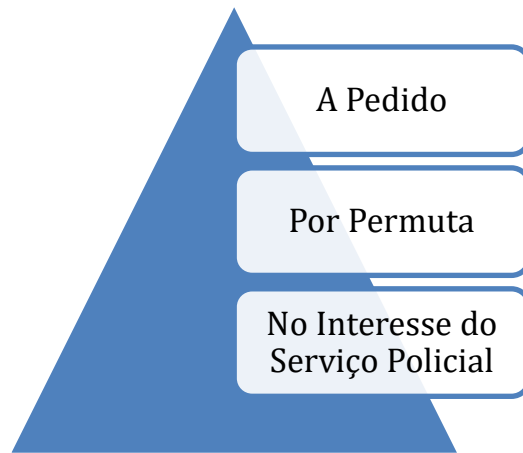 A Pedido
Por Permuta
No Interesse do
Serviço Policial